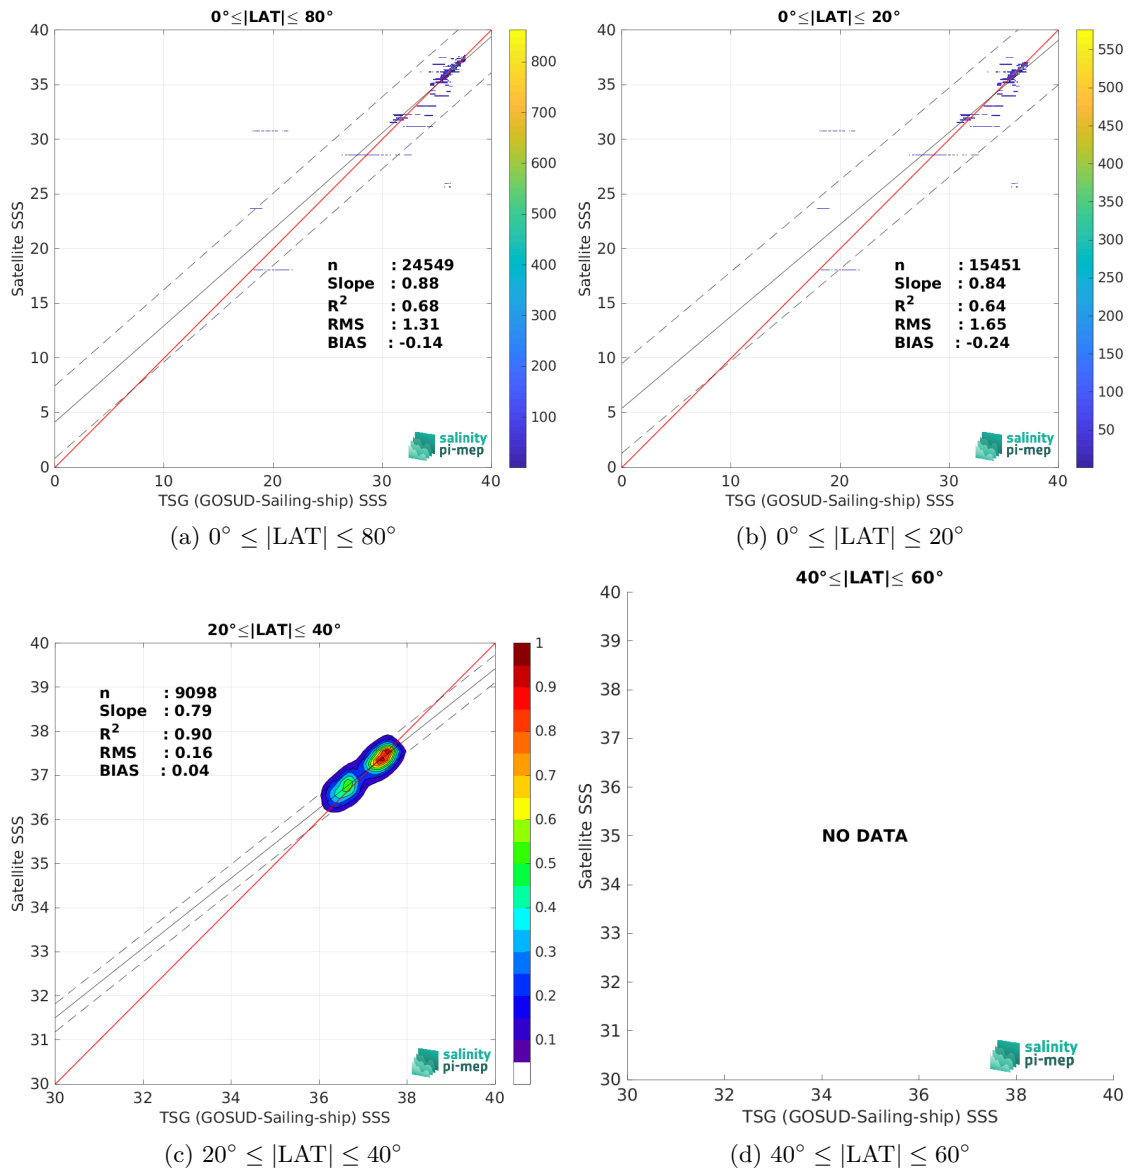 0°≤|LAT|≤ 80°
40
35
30
25
20
15
10
5
0
Satellite SSS
n : 24549
Slope : 0.88
R2 : 0.68
RMS : 1.31
BIAS : -0.14
salinity
pi-mep
0 10 20 30 40
TSG (GOSUD-Sailing-ship) SSS
800
700
600
500
400
300
200
100
(a) 0° ≤ |LAT| ≤ 80°
0°≤|LAT|≤ 20°
40
35
30
25
20
15
10
5
0
Satellite SSS
n : 15451
Slope : 0.84
R2 : 0.64
RMS : 1.65
BIAS : -0.24
salinity
pi-mep
0 10 20 30 40
TSG (GOSUD-Sailing-ship) SSS
550
500
450
400
350
300
250
200
150
100
50
(b) 0° ≤ |LAT| ≤ 20°
20°≤|LAT|≤ 40°
40
39
38
37
36
35
34
33
32
31
30
Satellite SSS
n : 9098
Slope : 0.79
R2 : 0.90
RMS : 0.16
BIAS : 0.04
salinity
pi-mep
30 32 34 36 38 40
TSG (GOSUD-Sailing-ship) SSS
1
0.9
0.8
0.7
0.6
0.5
0.4
0.3
0.2
0.1
(c) 20° ≤ |LAT| ≤ 40°
40°≤|LAT|≤ 60°
40
39
38
37
36
35
34
33
32
31
30
Satellite SSS
NO DATA
salinity
pi-mep
30 32 34 36 38 40
TSG (GOSUD-Sailing-ship) SSS
(d) 40° ≤ |LAT| ≤ 60°